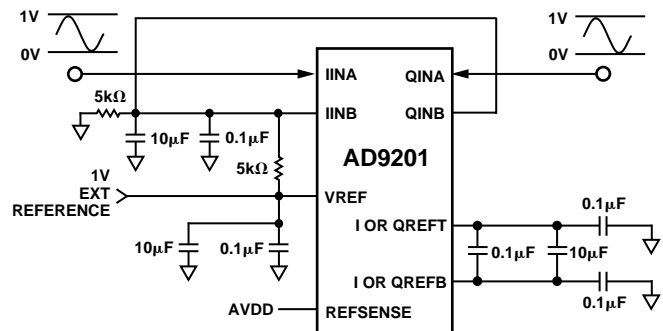 1V
0V
1V
0V
IINA
QINA
5kΩ
IINB
QINB
10µF
0.1µF
AD9201
5kΩ
1V
EXT
REFERENCE
VREF
0.1µF
I OR QREFT
10µF
0.1µF
0.1µF
10µF
I OR QREFB
0.1µF
AVDD
REFSENSE